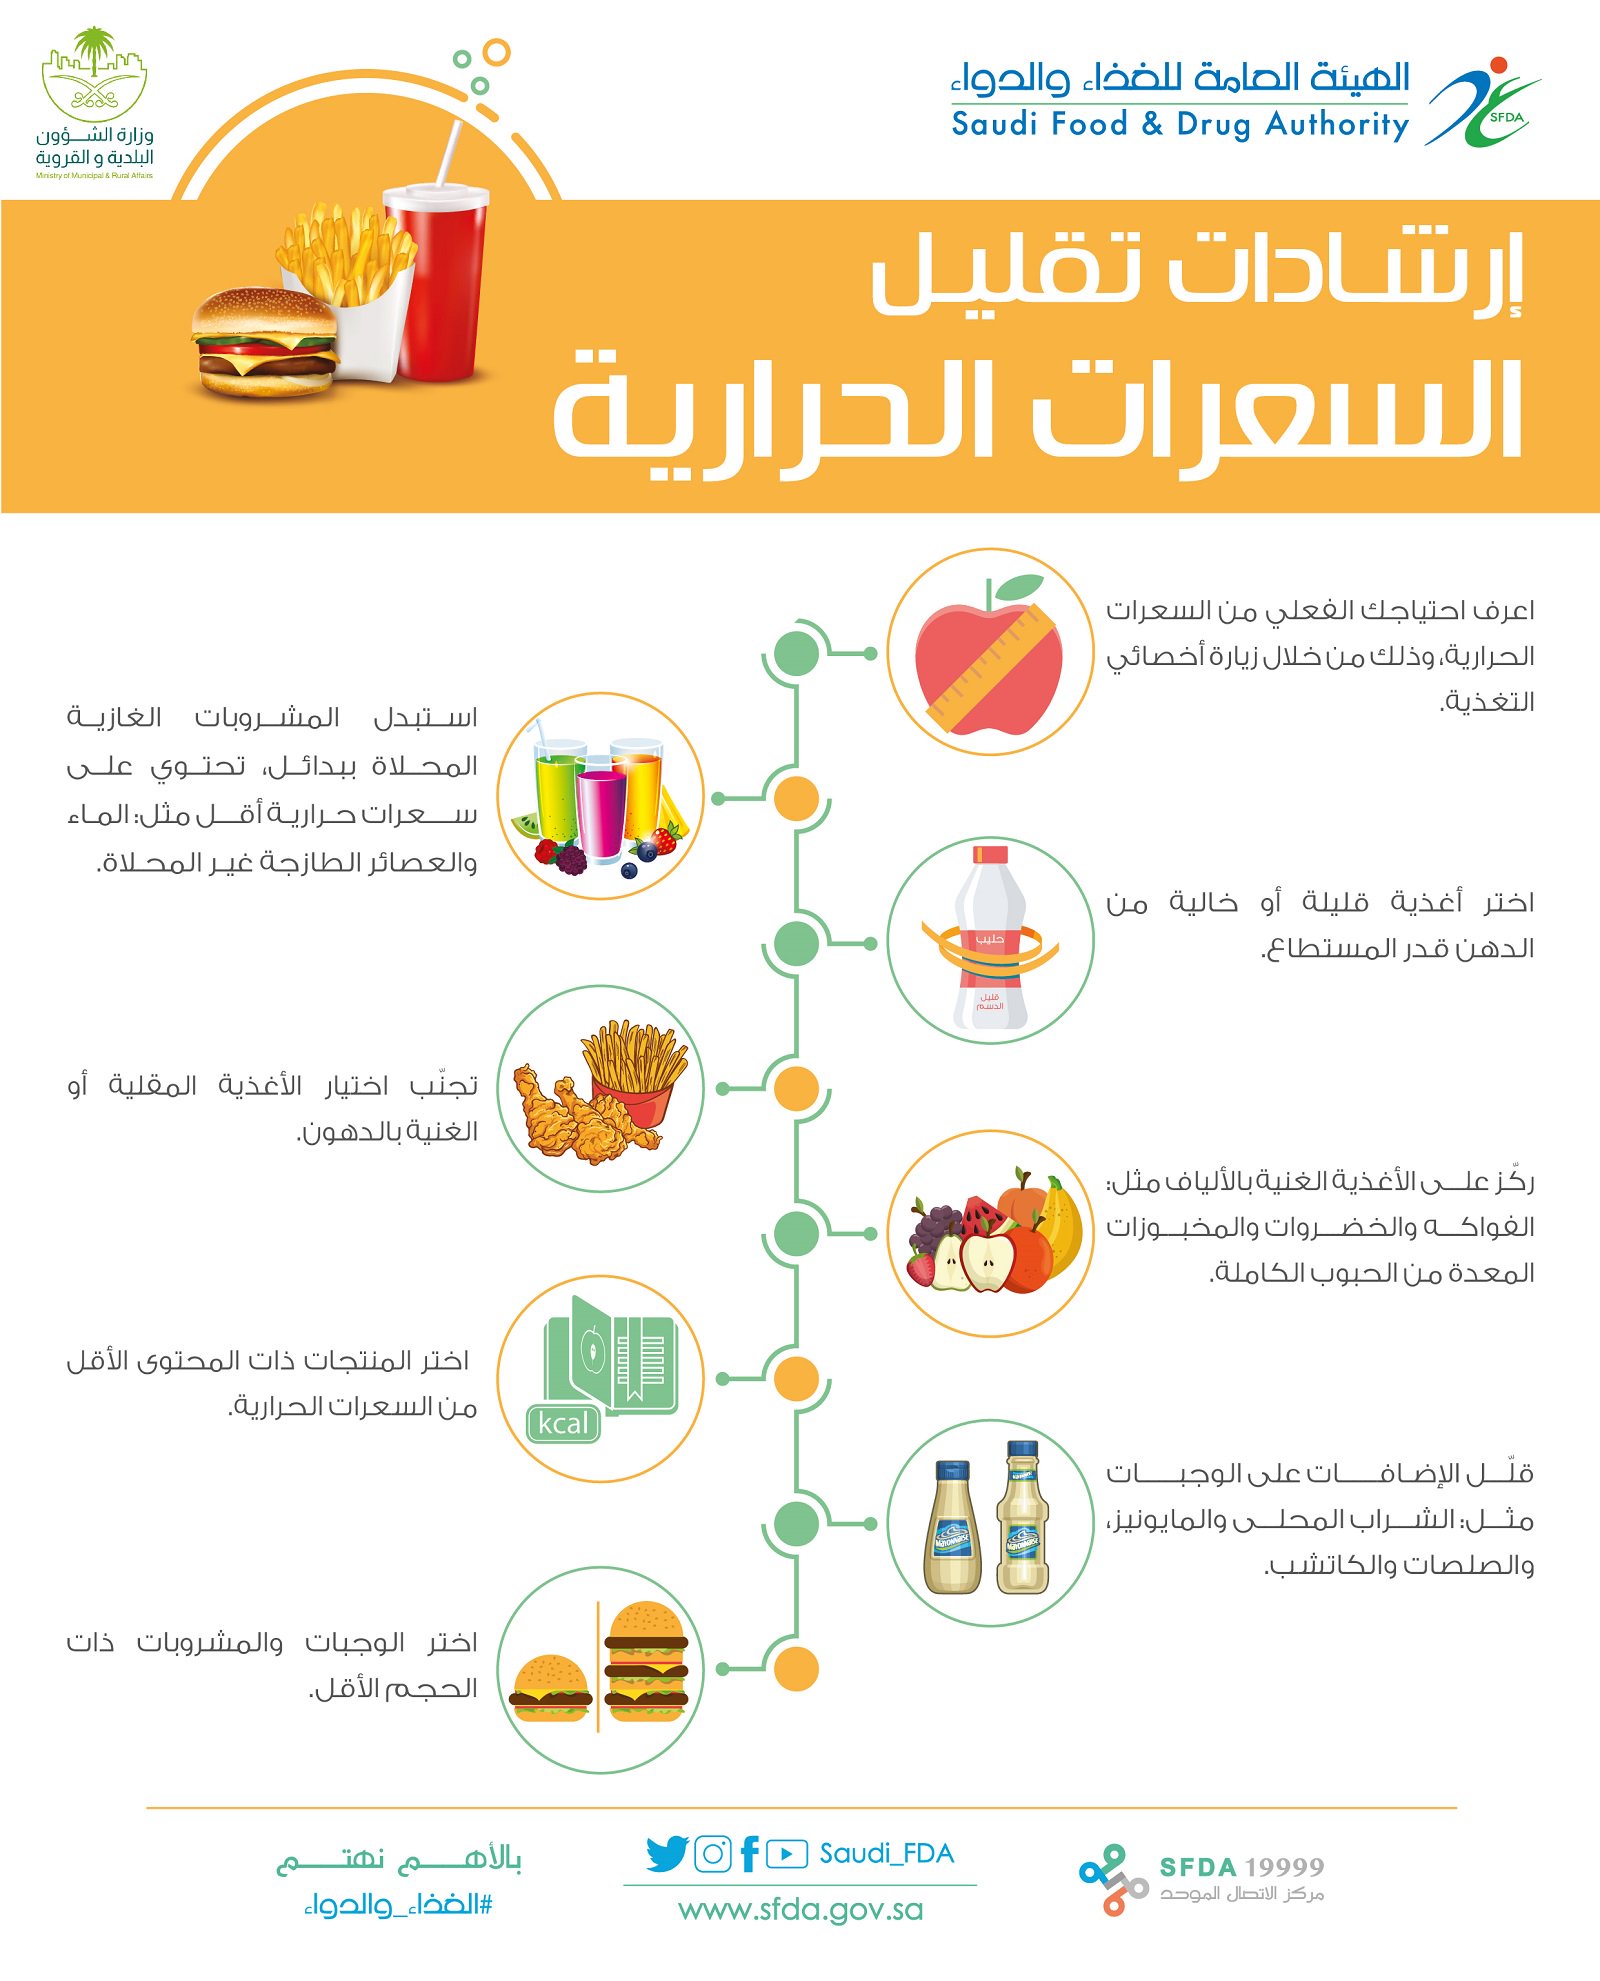 الهيئة العامة للغذاء والدواء
Saudi Food & Drug Authority
SFDA
وزارة الشــؤون
البلدية و القروية
Ministry of Municipal & Rural Affairs
إرشادات تقليل
السعرات الحرارية
اعرف احتياجك الفعلي من السعرات
الحرارية، وذلك من خلال زيارة أخصائي
التغذية.
استبدل المشروبات الغازية
المحلاة ببدائل، تحتوي على
سعرات حرارية أقل مثل: الماء
والعصائر الطازجة غير المحلاة.
اختر أغذية قليلة أو خالية من
الدهن قدر المستطاع.
حليب
قليل
الدسم
تجنّب اختيار الأغذية المقلية أو
الغنية بالدهون.
ركّز على الأغذية الغنية بالألياف مثل:
الفواكه والخضروات والمخبوزات
المعدة من الحبوب الكاملة.
اختر المنتجات ذات المحتوى الأقل
من السعرات الحرارية.
kcal
قلّل الإضافات على الوجبات
مثل: الشراب المحلى والمايونيز،
والصلصات والكاتشب.
Mayonnaise
Mayonnaise
اختر الوجبات والمشروبات ذات
الحجم الأقل.
SFDA 19999
مركز الاتصال الموحد
Saudi_FDA
www.sfda.gov.sa
بالأهم نهتم
#الغذاء_والدواء